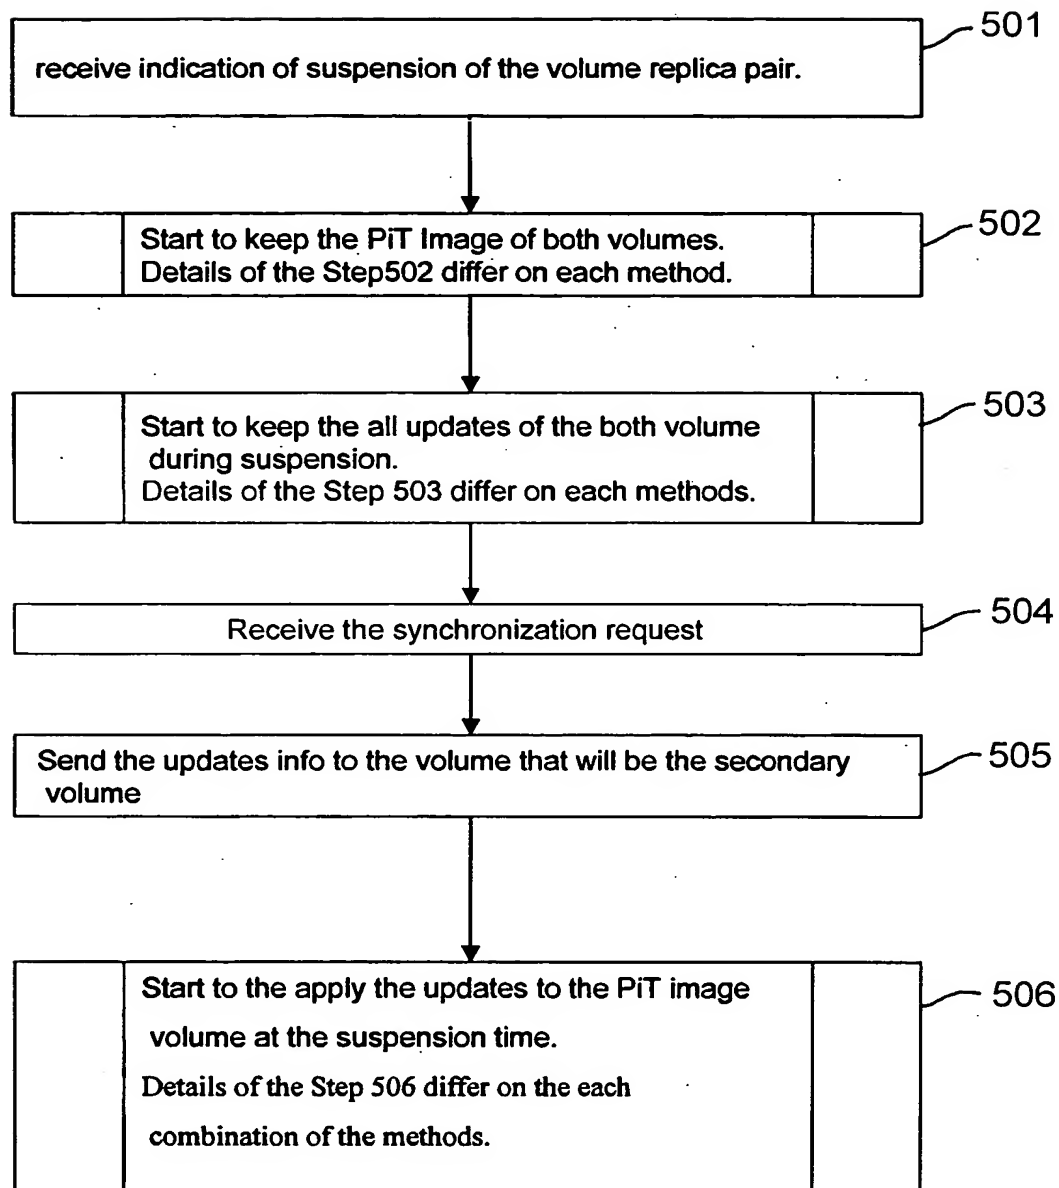 501
receive indication of suspension of the volume replica pair.
502
Start to keep the PiT Image of both volumes.
Details of the Step502 differ on each method.
503
Start to keep the all updates of the both volume
during suspension.
Details of the Step 503 differ on each methods.
504
Receive the synchronization request
505
Send the updates info to the volume that will be the secondary
volume
506
Start to the apply the updates to the PiT image
volume at the suspension time.
Details of the Step 506 differ on the each
combination of the methods.